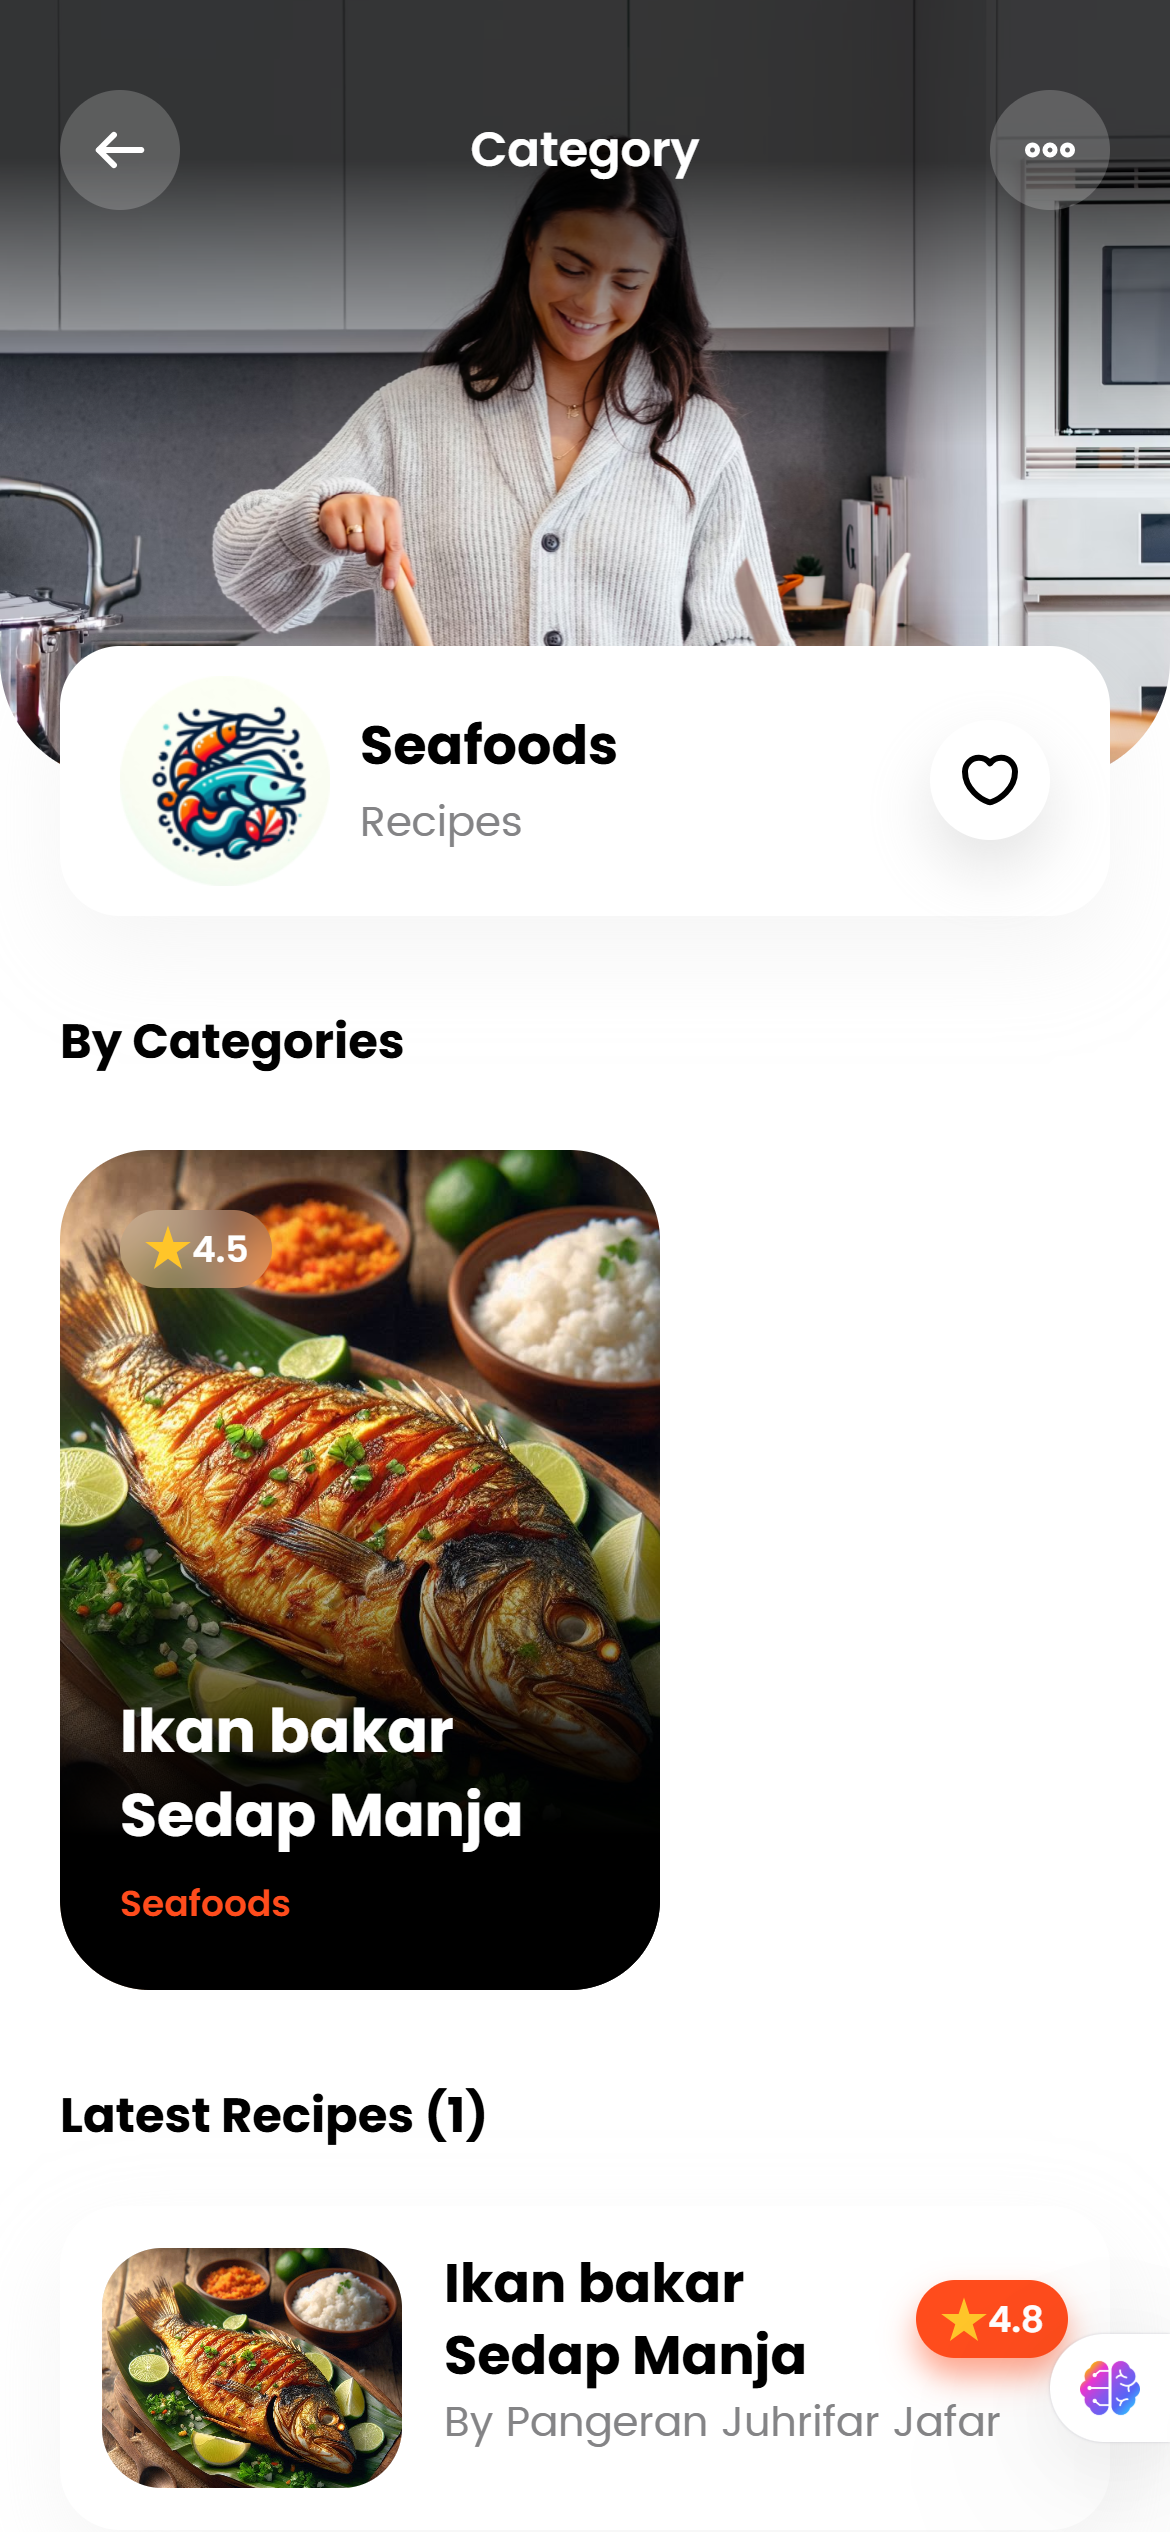 Category
Seafoods
Recipes
By Categories
4.5
Ikan bakar
Sedap Manja
Seafoods
Latest Recipes (1)
Ikan bakar
Sedap Manja
4.8
By Pangeran Juhrifar Jafar